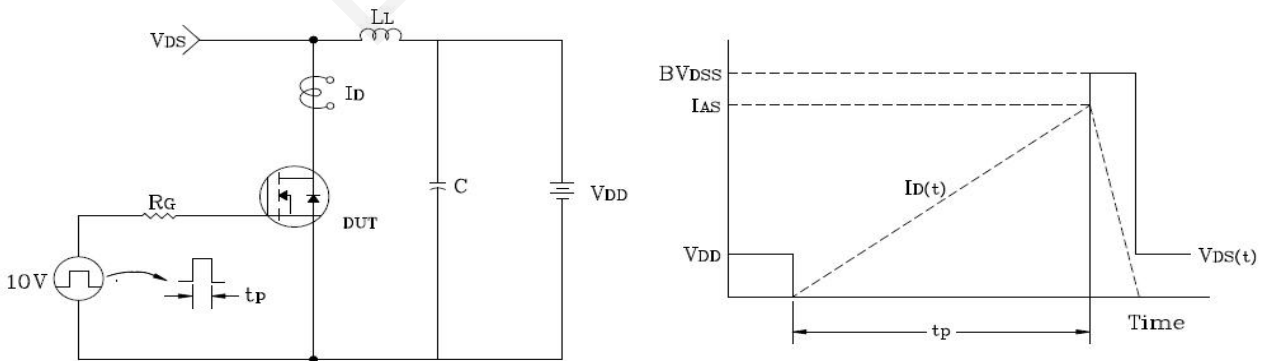 VDS
LL
ID
RG
DUT
C
VDD
10V
tp
BVDSS
IAS
ID(t)
VDD
VDS(t)
tp
Time